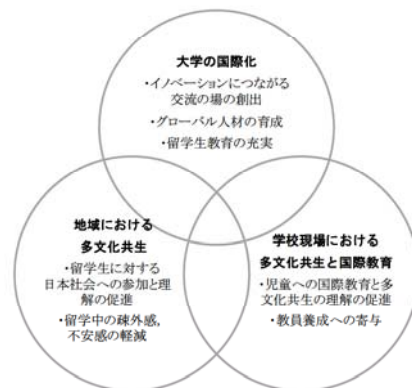 大学の国際化
・イノベーションにつながる
交流の場の創出
・グローバル人材の育成
・留学生教育の充実
地域における
多文化共生
・留学生に対する
日本社会への参加と理
解の促進
・留学中の疎外感,
不安感の軽減
学校現場における
多文化共生と国際教育
・児童への国際教育と多
文化共生の理解の促進
・教員養成への寄与